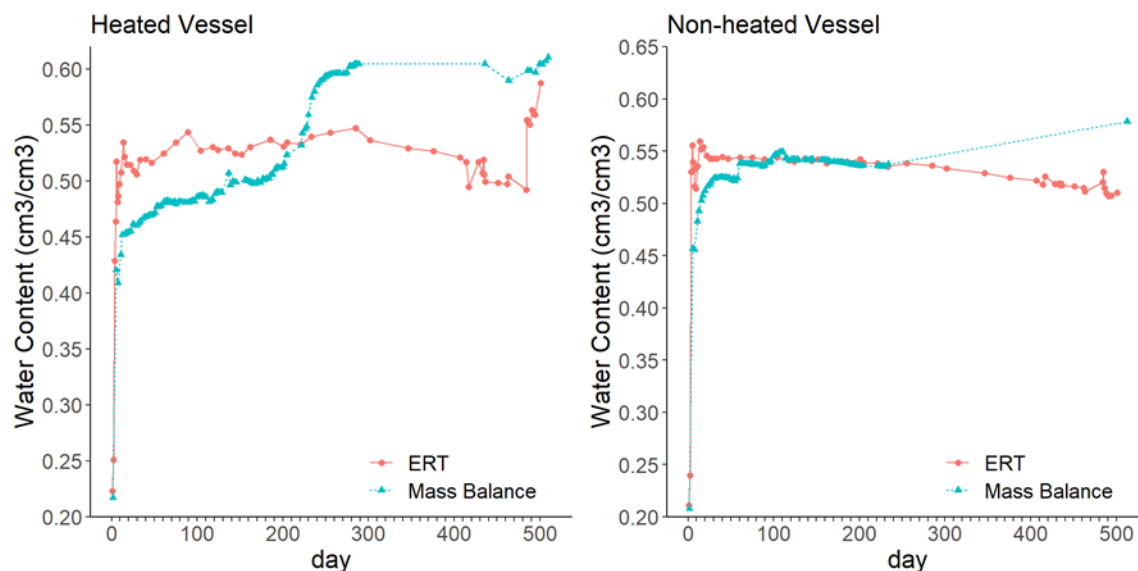 Heated Vessel
Water Content (cm3/cm3)
0.60
0.55
0.50
0.45
0.40
0.35
0.30
0.25
0.20
ERT
Mass Balance
0 100 200 300 400 500
day
Non-heated Vessel
Water Content (cm3/cm3)
0.65
0.60
0.55
0.50
0.45
0.40
0.35
0.30
0.25
0.20
ERT
Mass Balance
0 100 200 300 400 500
day